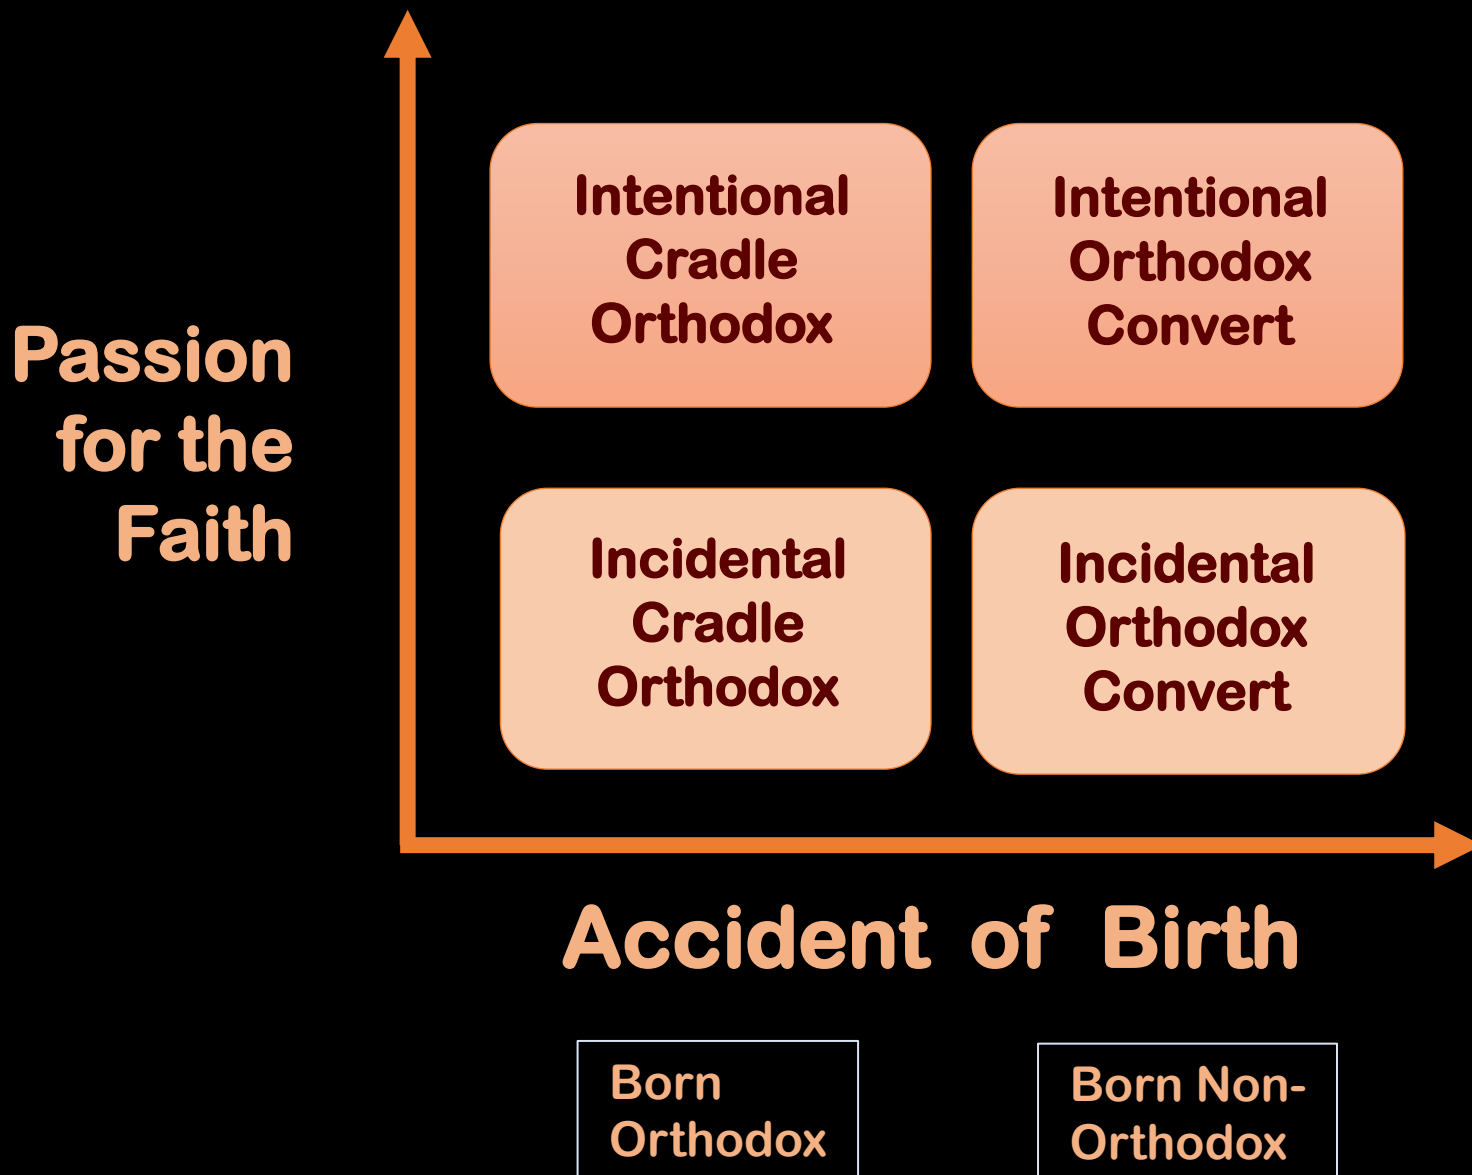 Intentional
Cradle
Orthodox
Intentional
Orthodox
Convert
Passion
for the
Faith
Incidental
Cradle
Orthodox
Incidental
Orthodox
Convert
Accident of Birth
Born
Orthodox
Born Non-
Orthodox